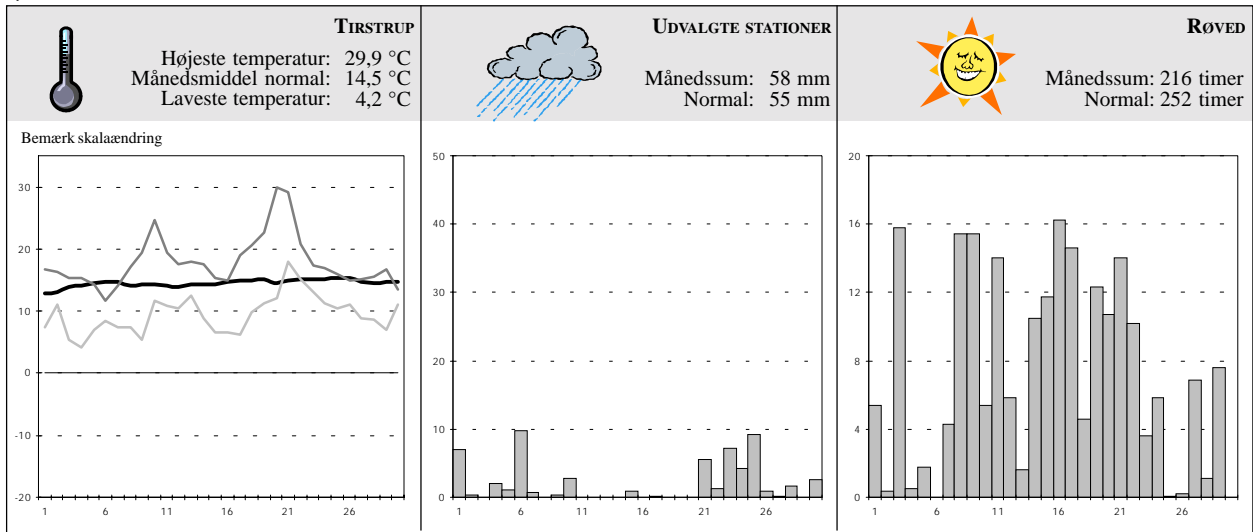 TIRSTRUP
Højeste temperatur: 29,9 °C
Månedsmiddel normal: 14,5 °C
Laveste temperatur: 4,2 °C
Bemærk skalaændring
30
20
10
0
-10
-20
1 6 11 16 21 26
UDVALGTE STATIONER
Månedssum: 58 mm
Normal: 55 mm
50
40
30
20
10
0
1 6 11 16 21 26
RØVED
Månedssum: 216 timer
Normal: 252 timer
20
16
12
8
4
0
1 6 11 16 21 26